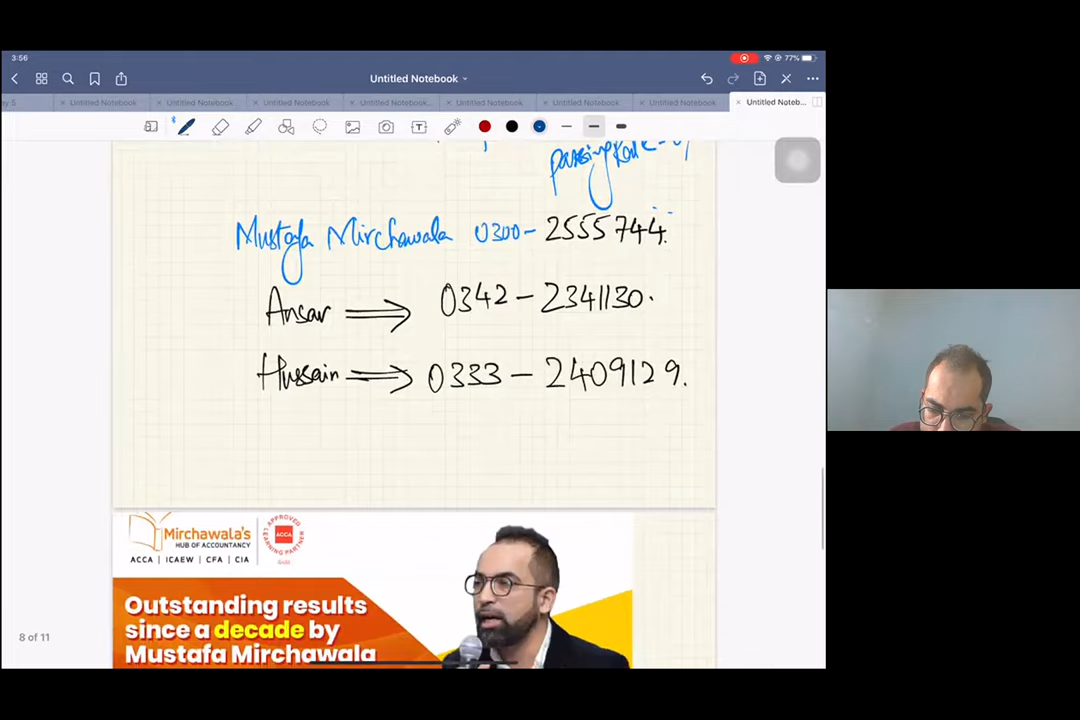 3:56
77%
Untitled Notebook
Untitled Notebook
Untitled Notebook
Untitled Notebook
Untitled Notebook...
Untitled Notebook
Untitled Notebook
Untitled Notebook
Untitled Noteb...
passing Rate
Mustafa Mirchawala 0300-2555744.
Ansar ⟹ 0342-2341130.
Hussain ⟹ 0333-2409129.
Mirchawala's
HUB OF ACCOUNTANCY
ACCA | ICAEW | CFA | CIA
APPROVED
LEARNING PARTNER
ACCA
Outstanding results
since a decade by
Mustafa Mirchawala
8 of 11